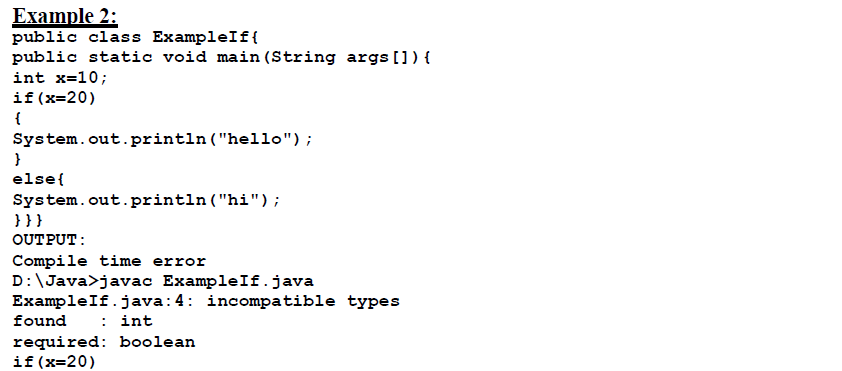 Example 2:
public class ExampleIf{
public static void main(String args[]){
int x=10;
if(x=20)
{
System.out.println("hello");
}
else{
System.out.println("hi");
}}}
OUTPUT:
Compile time error
D:\Java>javac ExampleIf.java
ExampleIf.java:4: incompatible types
found   : int
required: boolean
if(x=20)